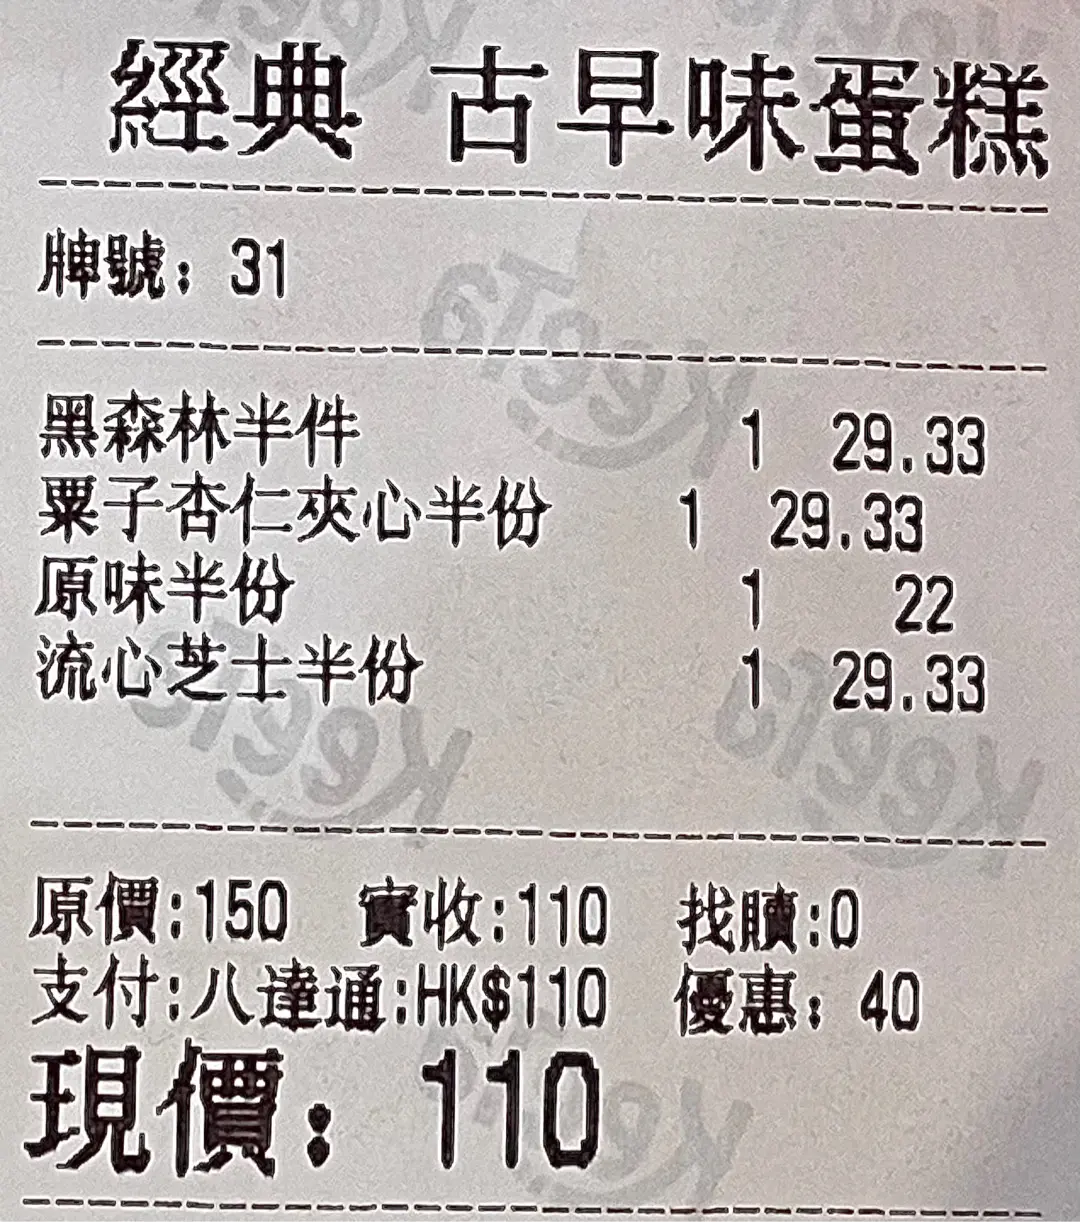 經典 古早味蛋糕
牌號：31
黑森林半件 1 29.33
粟子杏仁夾心半份 1 29.33
原味半份 1 22
流心芝士半份 1 29.33
原價:150 實收:110 找贖:0
支付:八達通:HK$110 優惠：40
現價：110